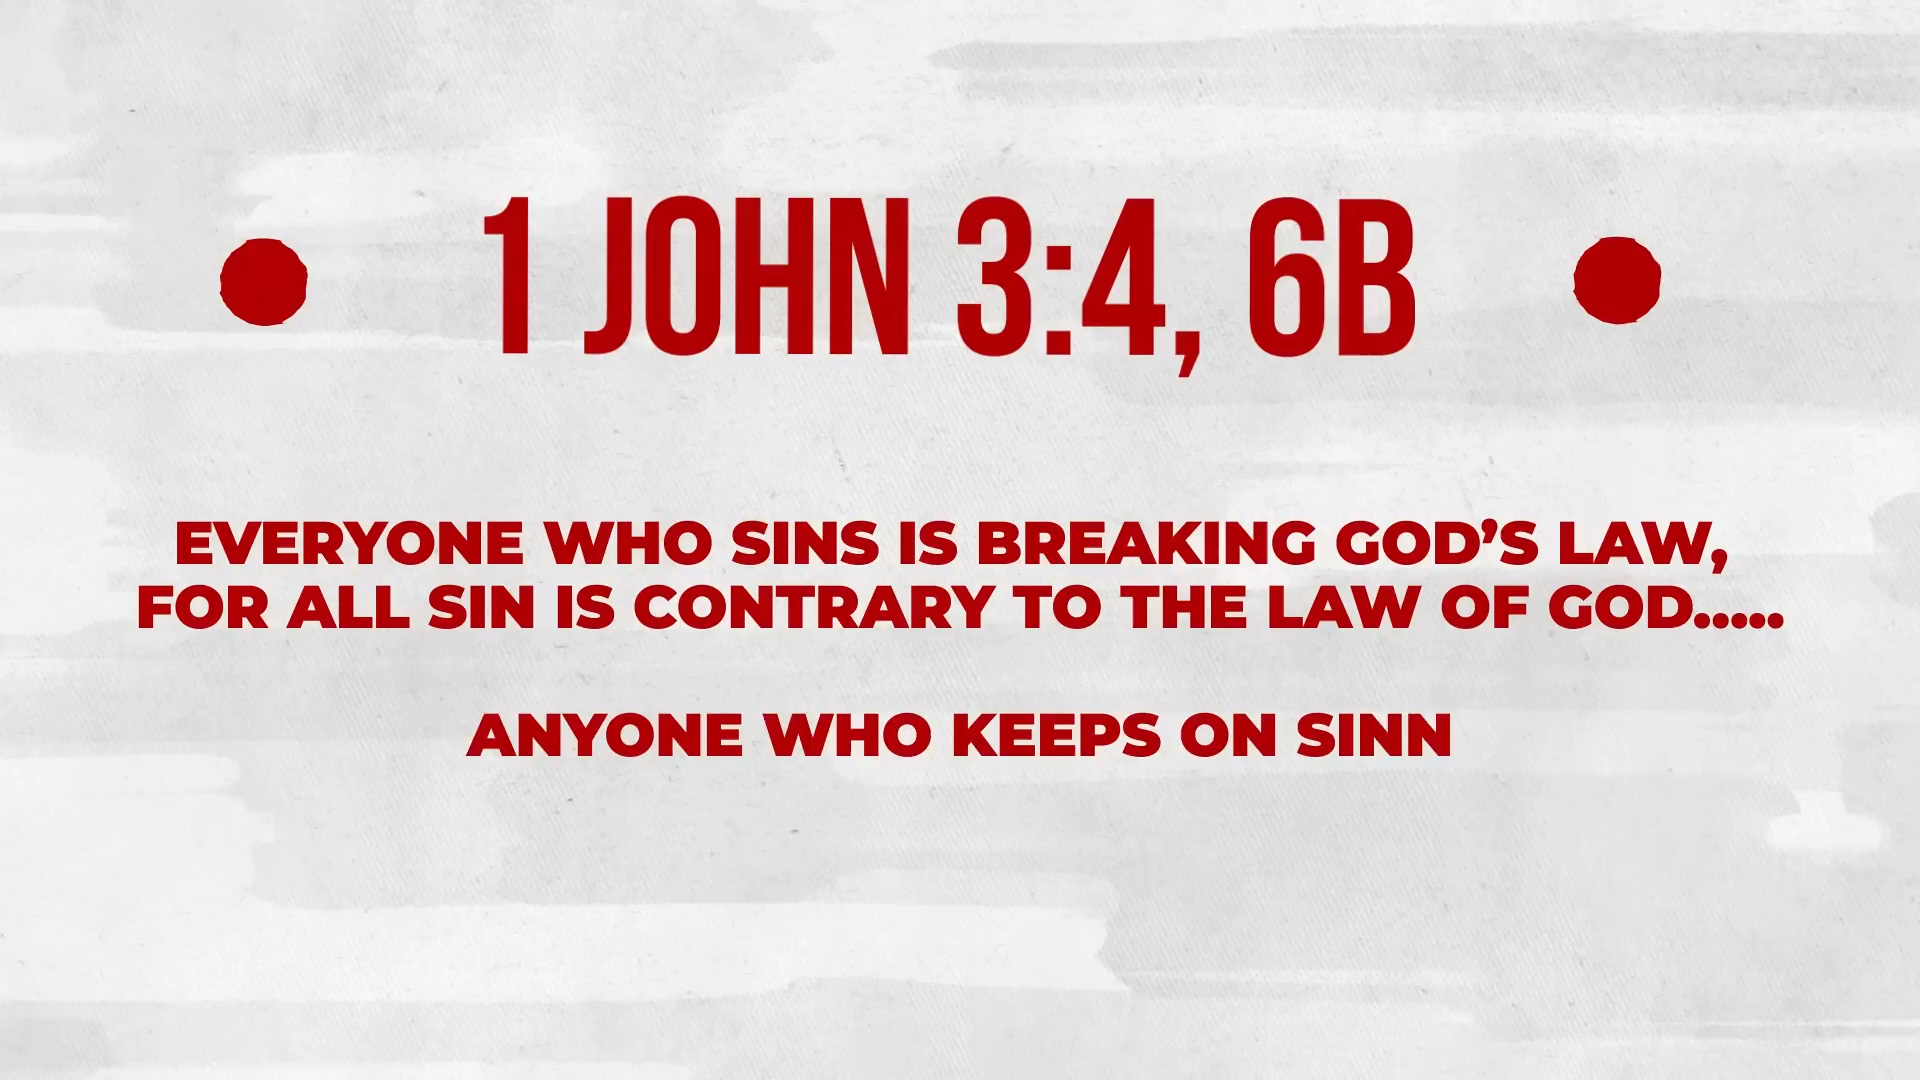 1 JOHN 3:4, 6B
EVERYONE WHO SINS IS BREAKING GOD’S LAW,
FOR ALL SIN IS CONTRARY TO THE LAW OF GOD.....
ANYONE WHO KEEPS ON SINN